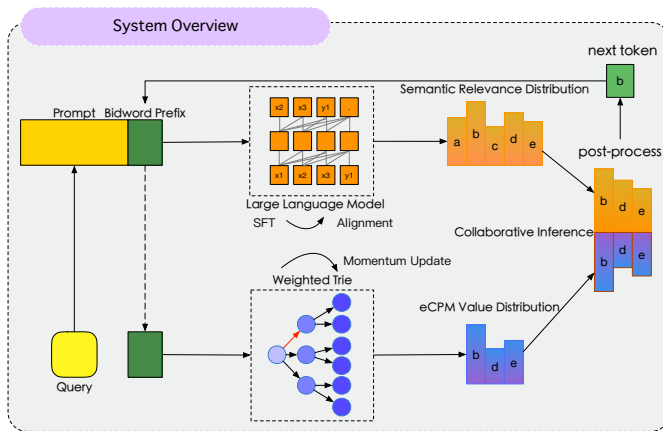 System Overview
next token
b
Semantic Relevance Distribution
Prompt
Bidword Prefix
x2 x3 y1 .
x1 x2 x3 y1
Large Language Model
SFT
Alignment
a b c d e
post-process
b d e
Collaborative Inference
b d e
Momentum Update
Weighted Trie
eCPM Value Distribution
b d e
Query